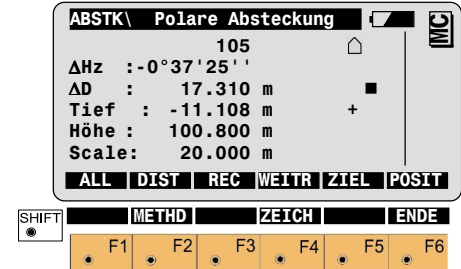 ABSTK\ Polare Absteckung
MC
105
ΔHz :-0°37'25''
ΔD : 17.310 m
Tief : -11.108 m
+
Höhe : 100.800 m
Scale: 20.000 m
ALL DIST REC WEITR ZIEL POSIT
SHIFT METHD ZEICH ENDE
F1 F2 F3 F4 F5 F6